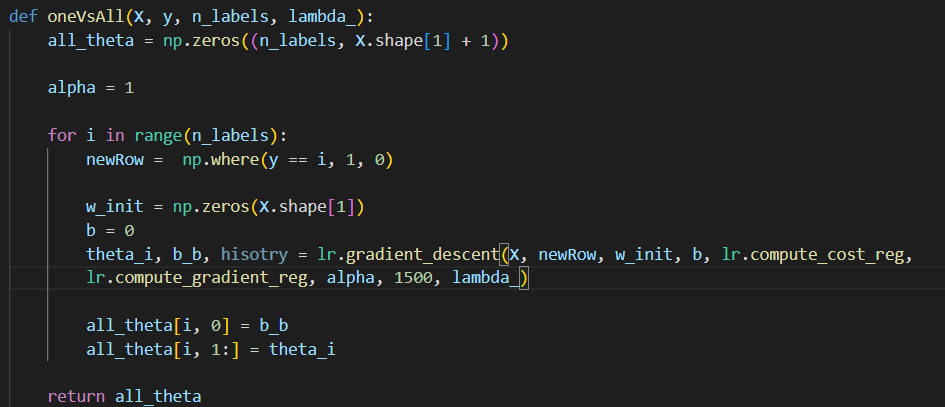 def oneVsAll(X, y, n_labels, lambda_):
all_theta = np.zeros((n_labels, X.shape[1] + 1))
alpha = 1
for i in range(n_labels):
newRow =  np.where(y == i, 1, 0)
w_init = np.zeros(X.shape[1])
b = 0
theta_i, b_b, hisotry = lr.gradient_descent(X, newRow, w_init, b, lr.compute_cost_reg,
lr.compute_gradient_reg, alpha, 1500, lambda_)
all_theta[i, 0] = b_b
all_theta[i, 1:] = theta_i
return all_theta